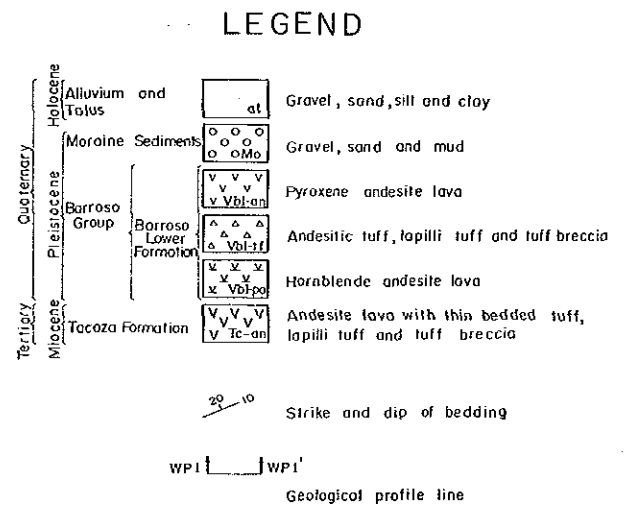 LEGEND
Quaternary
Tertiary
Holocene
Pleistocene
Miocene
Alluvium and
Talus
al
Gravel, sand, silt and clay
Moraine Sediments
Mo
Gravel, sand and mud
Barroso
Group
Borroso
Lower
Formation
Vbl-an
Pyroxene andesite lava
Vbl-tf
Andesitic tuff, lapilli tuff and tuff breccia
Vbl-po
Hornblende andesite lava
Tacaza Formation
Tc-an
Andesite lava with thin bedded tuff,
lapilli tuff and tuff breccia
20 10
Strike and dip of bedding
WP1 WP1'
Geological profile line